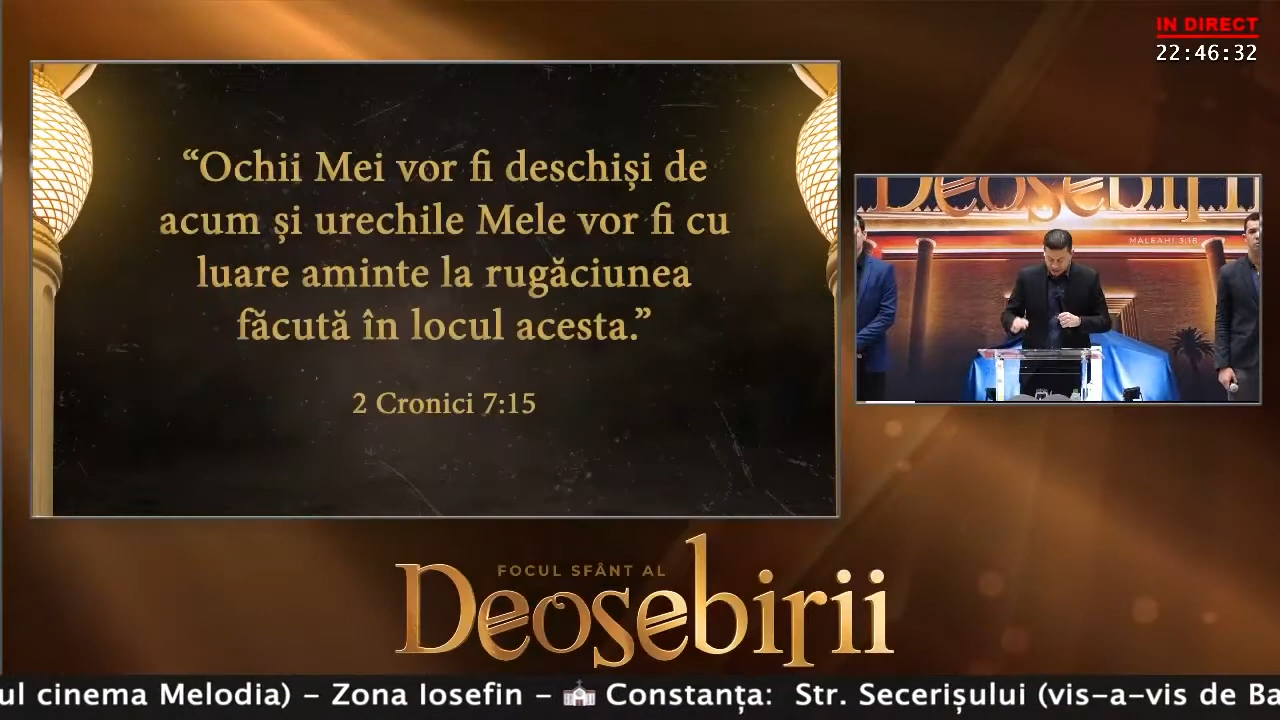 IN DIRECT
22:46:32
“Ochii Mei vor fi deschiși de
acum și urechile Mele vor fi cu
luare aminte la rugăciunea
făcută în locul acesta.”
2 Cronici 7:15
Deosebirii
MALEAHI 3:18
FOCUL SFÂNT AL
Deosebirii
ul cinema Melodia) – Zona Iosefin – Constanța: Str. Secerișului (vis-a-vis de Ba